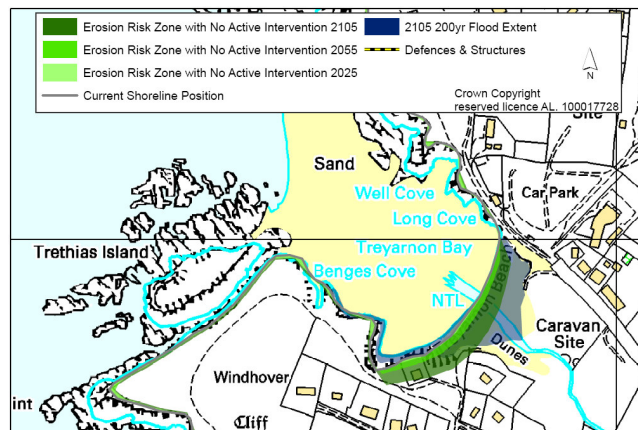 Erosion Risk Zone with No Active Intervention 2105
2105 200yr Flood Extent
Erosion Risk Zone with No Active Intervention 2055
Defences & Structures
Erosion Risk Zone with No Active Intervention 2025
N
Current Shoreline Position
Crown Copyright
reserved licence AL. 100017728
Site
Sand
Well Cove
Car Park
Long Cove
Trethias Island
Treyarnon Bay
Benges Cove
Beach
NTL
Caravan
Site
Dunes
Windhover
int
Cliff